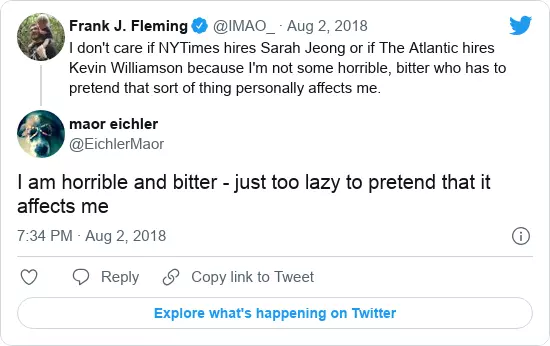 Frank J. Fleming @IMAO_ · Aug 2, 2018
I don't care if NYTimes hires Sarah Jeong or if The Atlantic hires
Kevin Williamson because I'm not some horrible, bitter who has to
pretend that sort of thing personally affects me.
maor eichler
@EichlerMaor
I am horrible and bitter - just too lazy to pretend that it
affects me
7:34 PM · Aug 2, 2018
Reply Copy link to Tweet
Explore what's happening on Twitter